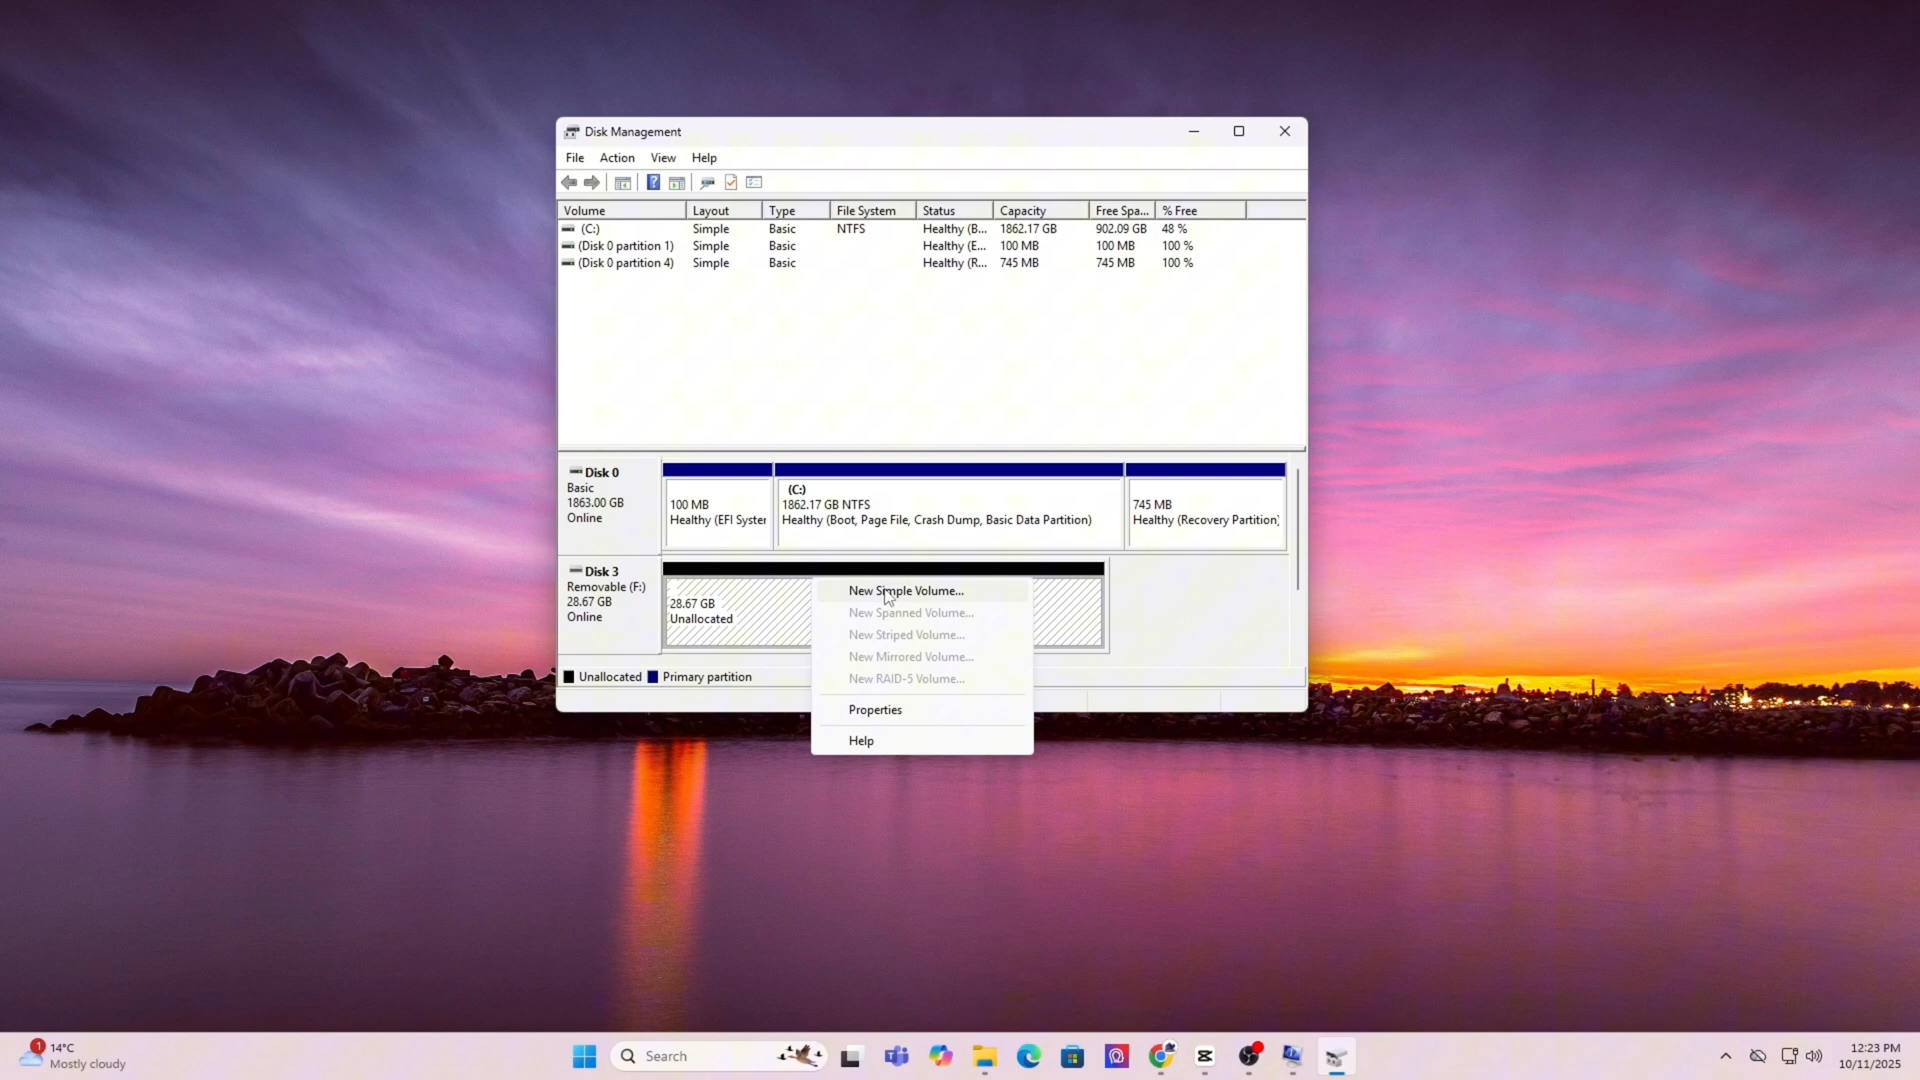 Disk Management
File Action View Help
Volume Layout Type File System Status Capacity Free Spa... % Free
(C:) Simple Basic NTFS Healthy (B... 1862.17 GB 902.09 GB 48 %
(Disk 0 partition 1) Simple Basic Healthy (E... 100 MB 100 MB 100 %
(Disk 0 partition 4) Simple Basic Healthy (R... 745 MB 745 MB 100 %
Disk 0
Basic
1863.00 GB
Online
100 MB
Healthy (EFI System
(C:)
1862.17 GB NTFS
Healthy (Boot, Page File, Crash Dump, Basic Data Partition)
745 MB
Healthy (Recovery Partition)
Disk 3
Removable (F:)
28.67 GB
Online
28.67 GB
Unallocated
New Simple Volume...
New Spanned Volume...
New Striped Volume...
New Mirrored Volume...
New RAID-5 Volume...
Properties
Help
Unallocated Primary partition
1
14°C
Mostly cloudy
Search
12:23 PM
10/11/2025